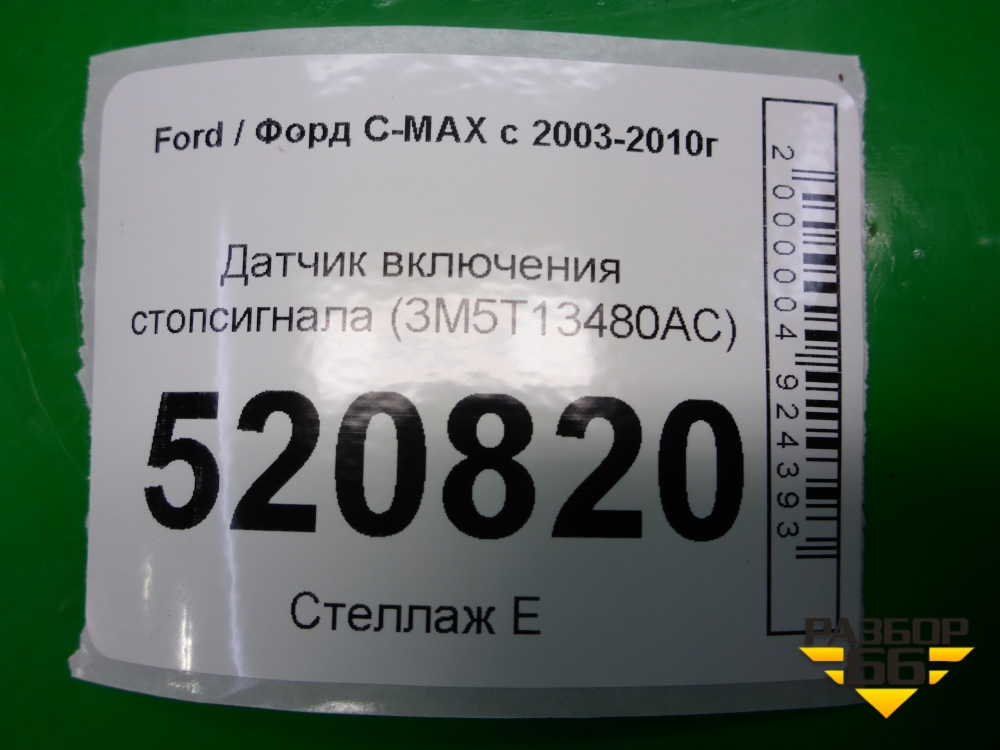 Ford / Форд C-MAX с 2003-2010г
Датчик включения
стопсигнала (3M5T13480AC)
520820
Стеллаж Е
2 000004 924393
РАЗБОР
66